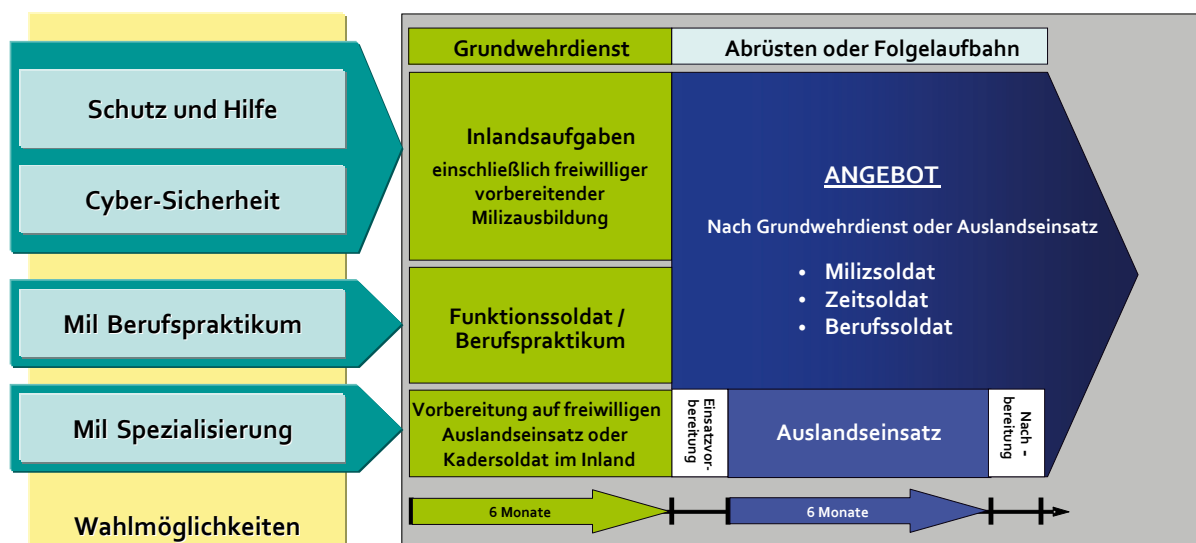 Schutz und Hilfe
Cyber-Sicherheit
Mil Berufspraktikum
Mil Spezialisierung
Wahlmöglichkeiten
Grundwehrdienst
Abrüsten oder Folgelaufbahn
Inlandsaufgaben
einschließlich freiwilliger
vorbereitender
Milizausbildung
Funktionssoldat /
Berufspraktikum
Vorbereitung auf freiwilligen
Auslandseinsatz oder
Kadersoldat im Inland
ANGEBOT
Nach Grundwehrdienst oder Auslandseinsatz
• Milizsoldat
• Zeitsoldat
• Berufssoldat
Einsatzvor-
bereitung
Auslandseinsatz
Nach -
bereitung
6 Monate
6 Monate